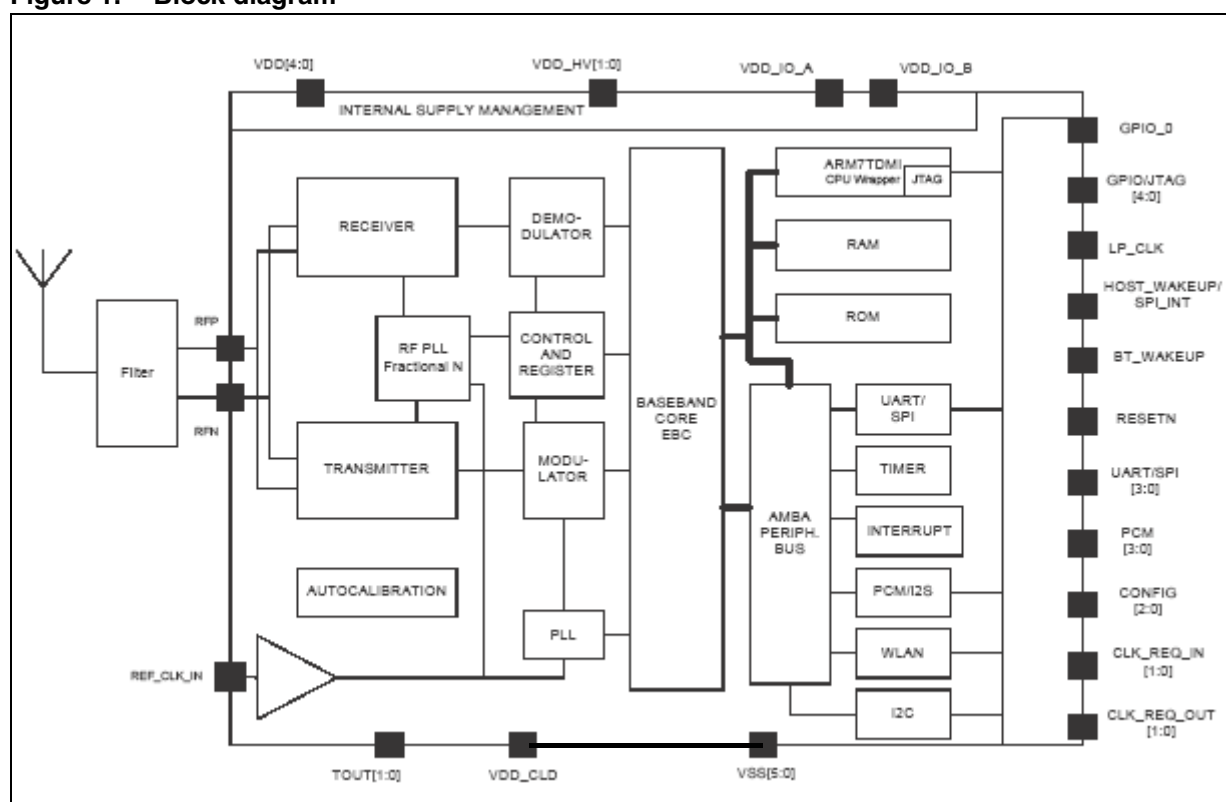 Figure 1. Block diagram
VDD[4:0]
VDD_HV[1:0]
VDD_IO_A
VDD_IO_B
INTERNAL SUPPLY MANAGEMENT
GPIO_0
ARM7TDMI
CPU Wrapper
JTAG
GPIO/JTAG
[4:0]
RECEIVER
DEMO-
DULATOR
RAM
LP_CLK
HOST_WAKEUP/
SPI_INT
ROM
RFP
RF PLL
Fractional N
CONTROL
AND
REGISTER
BT_WAKEUP
Filter
BASEBAND
CORE
EBC
UART/
SPI
RESETN
RFN
TRANSMITTER
MODU-
LATOR
TIMER
UART/SPI
[3:0]
AMBA
PERIPH.
BUS
INTERRUPT
PCM
[3:0]
AUTOCALIBRATION
PCM/I2S
CONFIG
[2:0]
PLL
WLAN
CLK_REQ_IN
[1:0]
REF_CLK_IN
I2C
CLK_REQ_OUT
[1:0]
TOUT[1:0]
VDD_CLD
VSS[5:0]